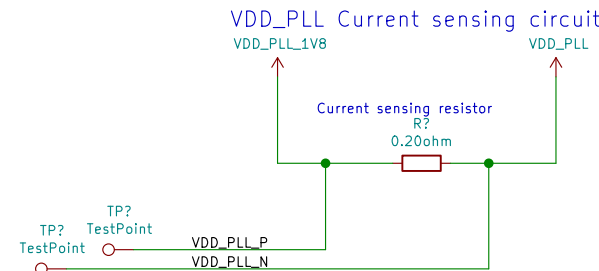 VDD_PLL Current sensing circuit
VDD_PLL_1V8
VDD_PLL
Current sensing resistor
R?
0.20ohm
TP?
TestPoint
VDD_PLL_P
TP?
TestPoint
VDD_PLL_N